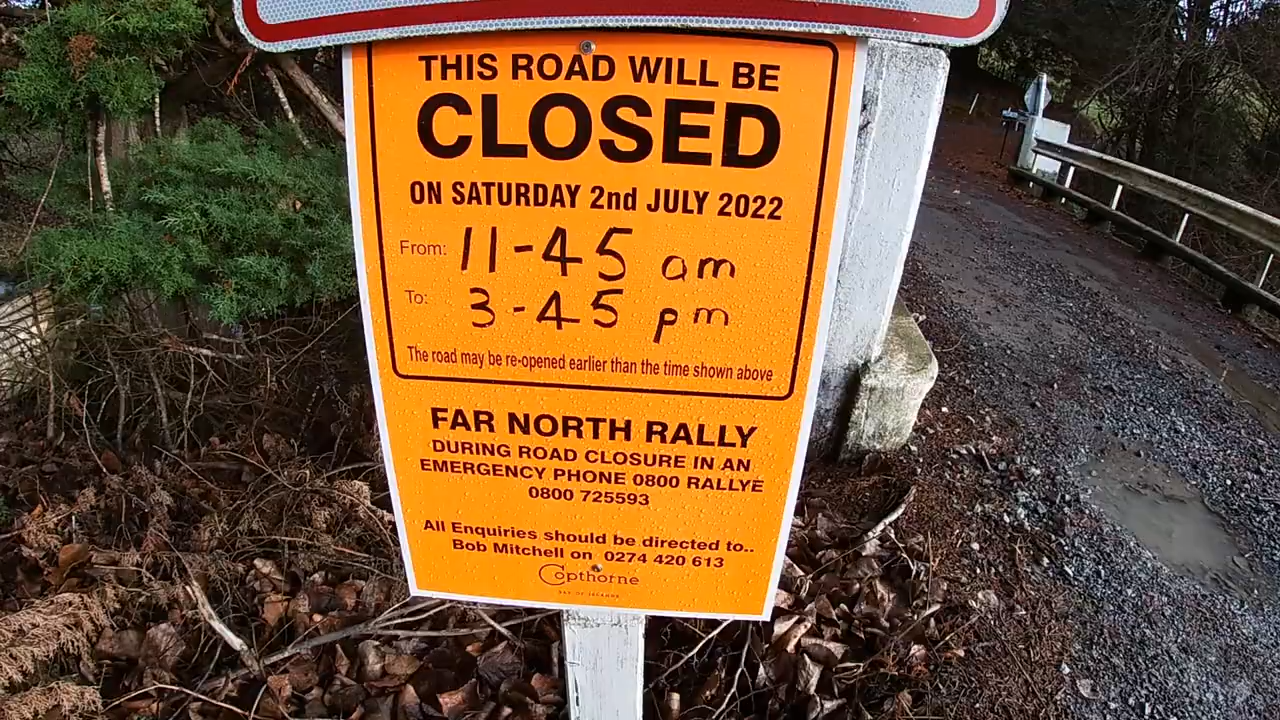 THIS ROAD WILL BE
CLOSED
ON SATURDAY 2nd JULY 2022
From: 11-45 am
To: 3-45 pm
The road may be re-opened earlier than the time shown above
FAR NORTH RALLY
DURING ROAD CLOSURE IN AN
EMERGENCY PHONE 0800 RALLYE
0800 725593
All Enquiries should be directed to..
Bob Mitchell on 0274 420 613
Copthorne
BAY OF ISLANDS